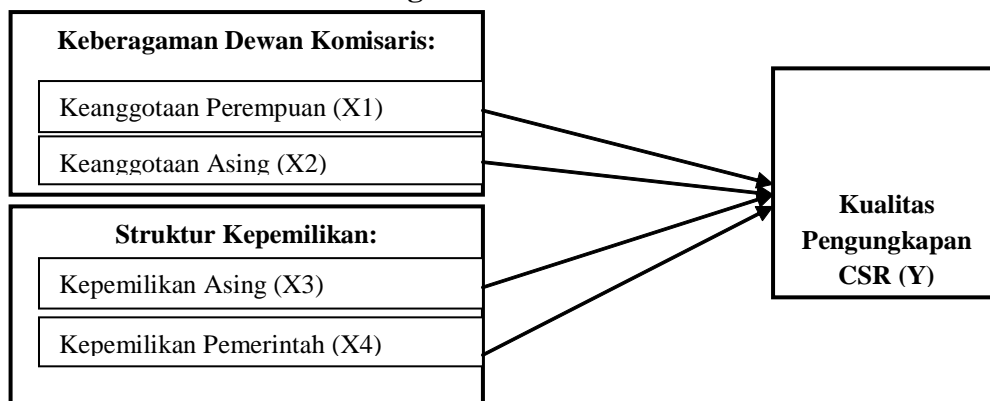 Keberagaman Dewan Komisaris:
Keanggotaan Perempuan (X1)
Keanggotaan Asing (X2)
Struktur Kepemilikan:
Kepemilikan Asing (X3)
Kepemilikan Pemerintah (X4)
Kualitas
Pengungkapan
CSR (Y)